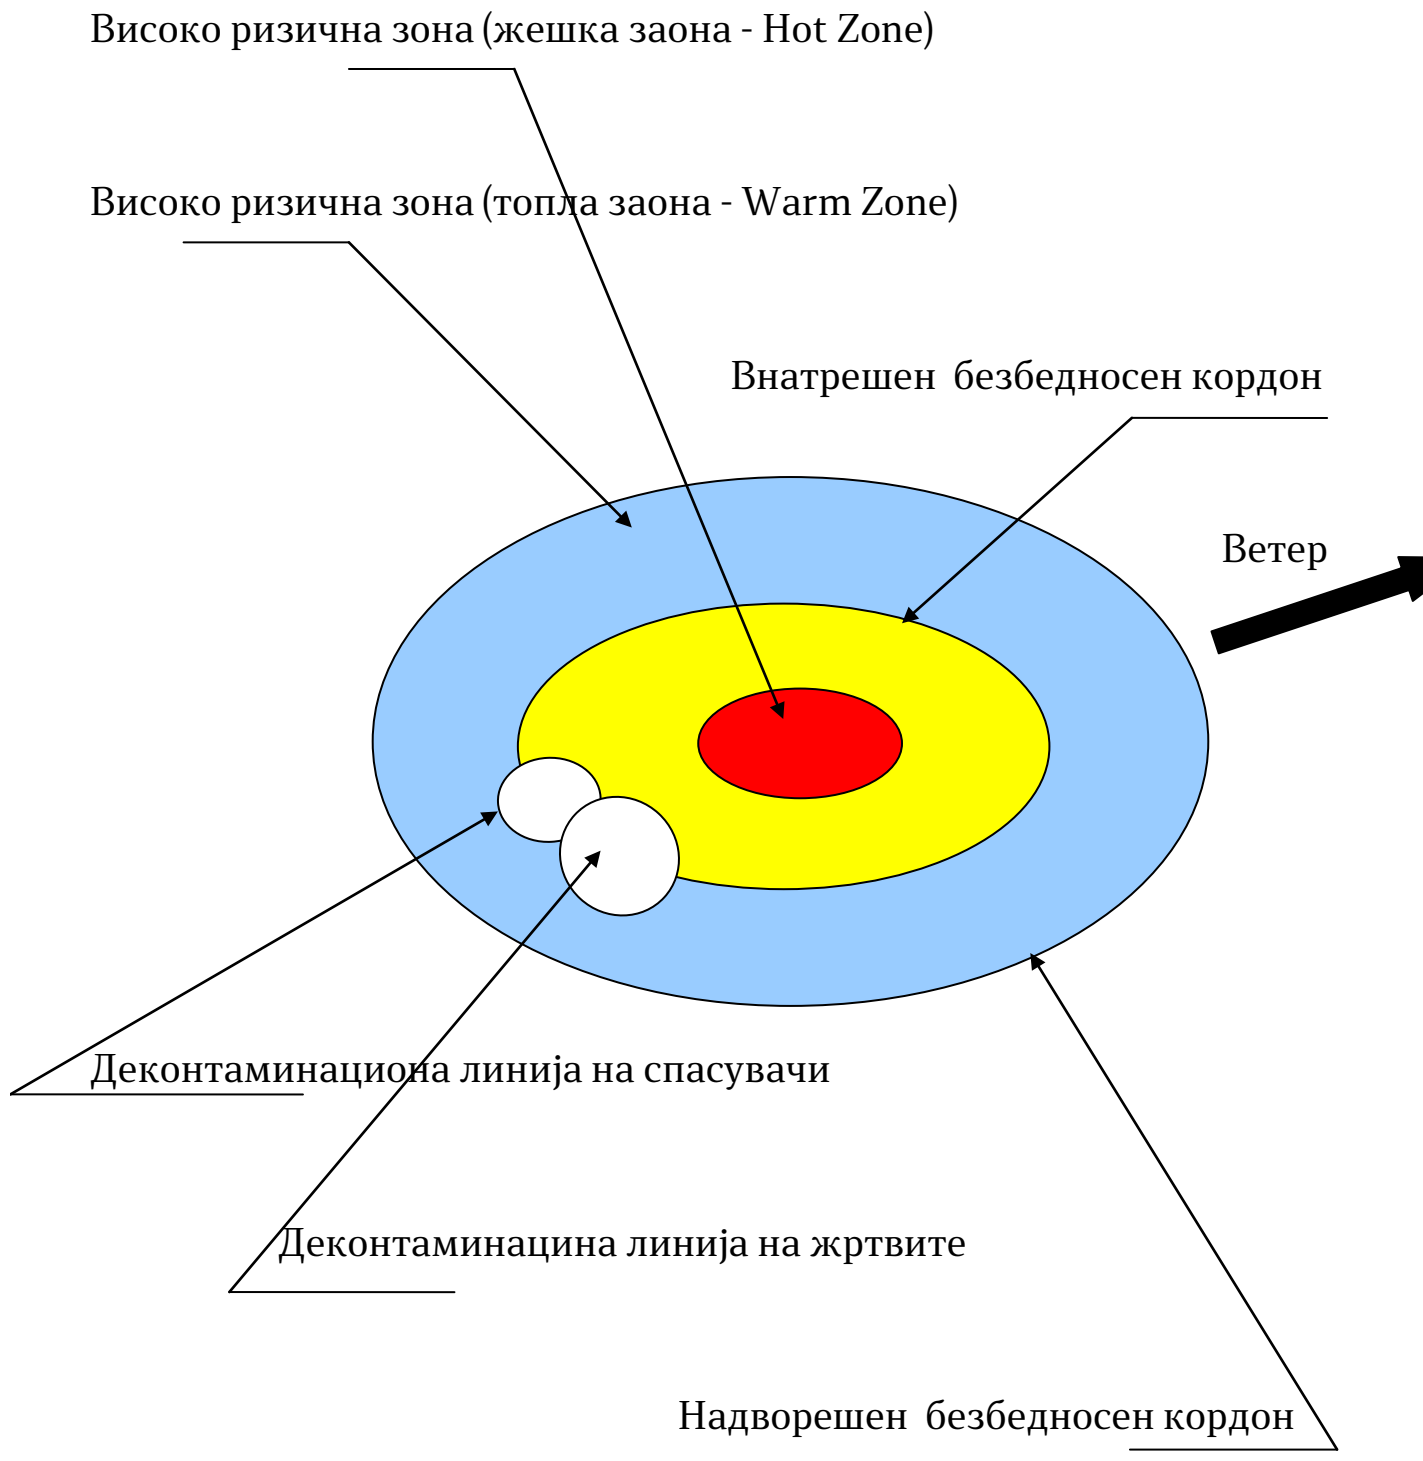 Високо ризична зона (жешка заона - Hot Zone)
Високо ризична зона (топла заона - Warm Zone)
Внатрешен  безбедносен кордон
Ветер
Деконтаминациона линија на спасувачи
Деконтаминацина линија на жртвите
Надворешен  безбедносен кордон